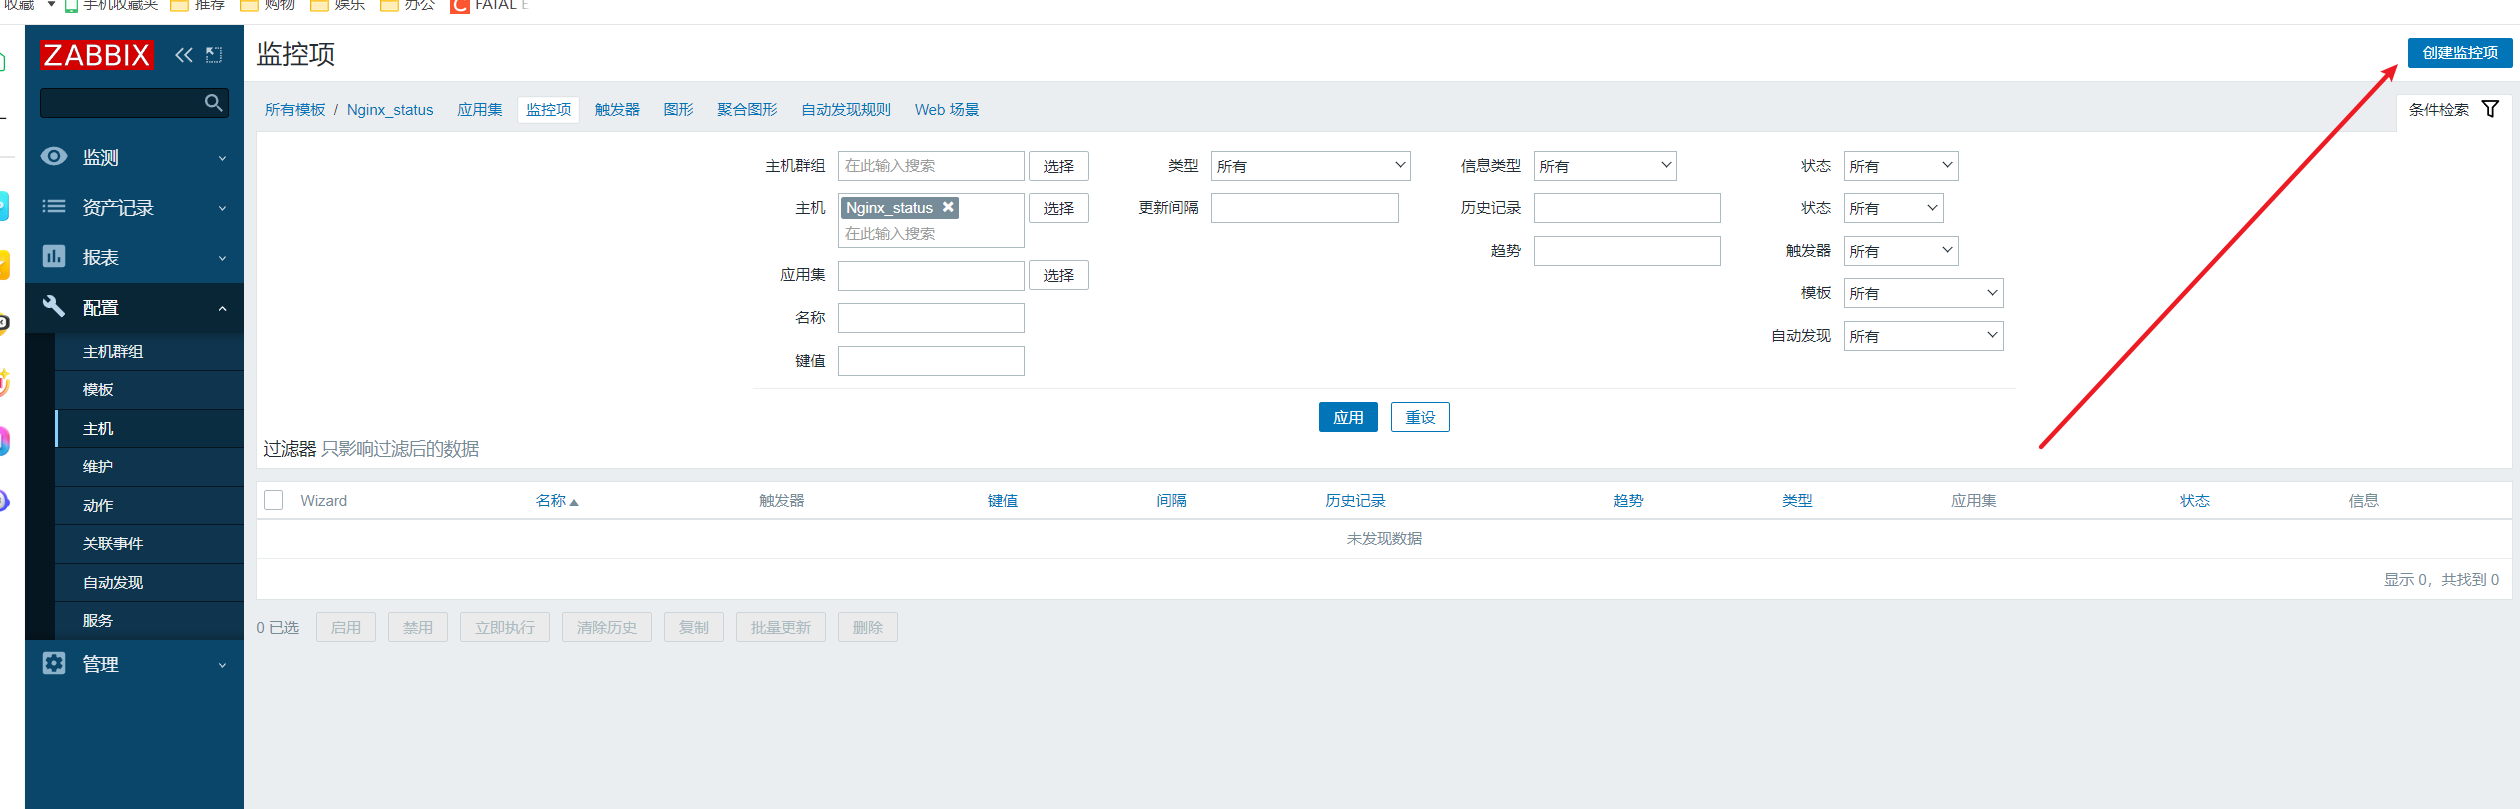 收藏 手机收藏夹 推荐 购物 娱乐 办公 FATAL E
ZABBIX
监测
资产记录
报表
配置
主机群组
模板
主机
维护
动作
关联事件
自动发现
服务
管理
监控项
创建监控项
所有模板 / Nginx_status 应用集 监控项 触发器 图形 聚合图形 自动发现规则 Web 场景
条件检索
主机群组 在此输入搜索 选择 类型 所有 信息类型 所有 状态 所有
主机 Nginx_status 选择 更新间隔 历史记录 状态 所有
在此输入搜索
趋势 触发器 所有
应用集 选择
模板 所有
名称
自动发现 所有
键值
应用 重设
过滤器 只影响过滤后的数据
Wizard 名称 触发器 键值 间隔 历史记录 趋势 类型 应用集 状态 信息
未发现数据
显示 0，共找到 0
0 已选 启用 禁用 立即执行 清除历史 复制 批量更新 删除